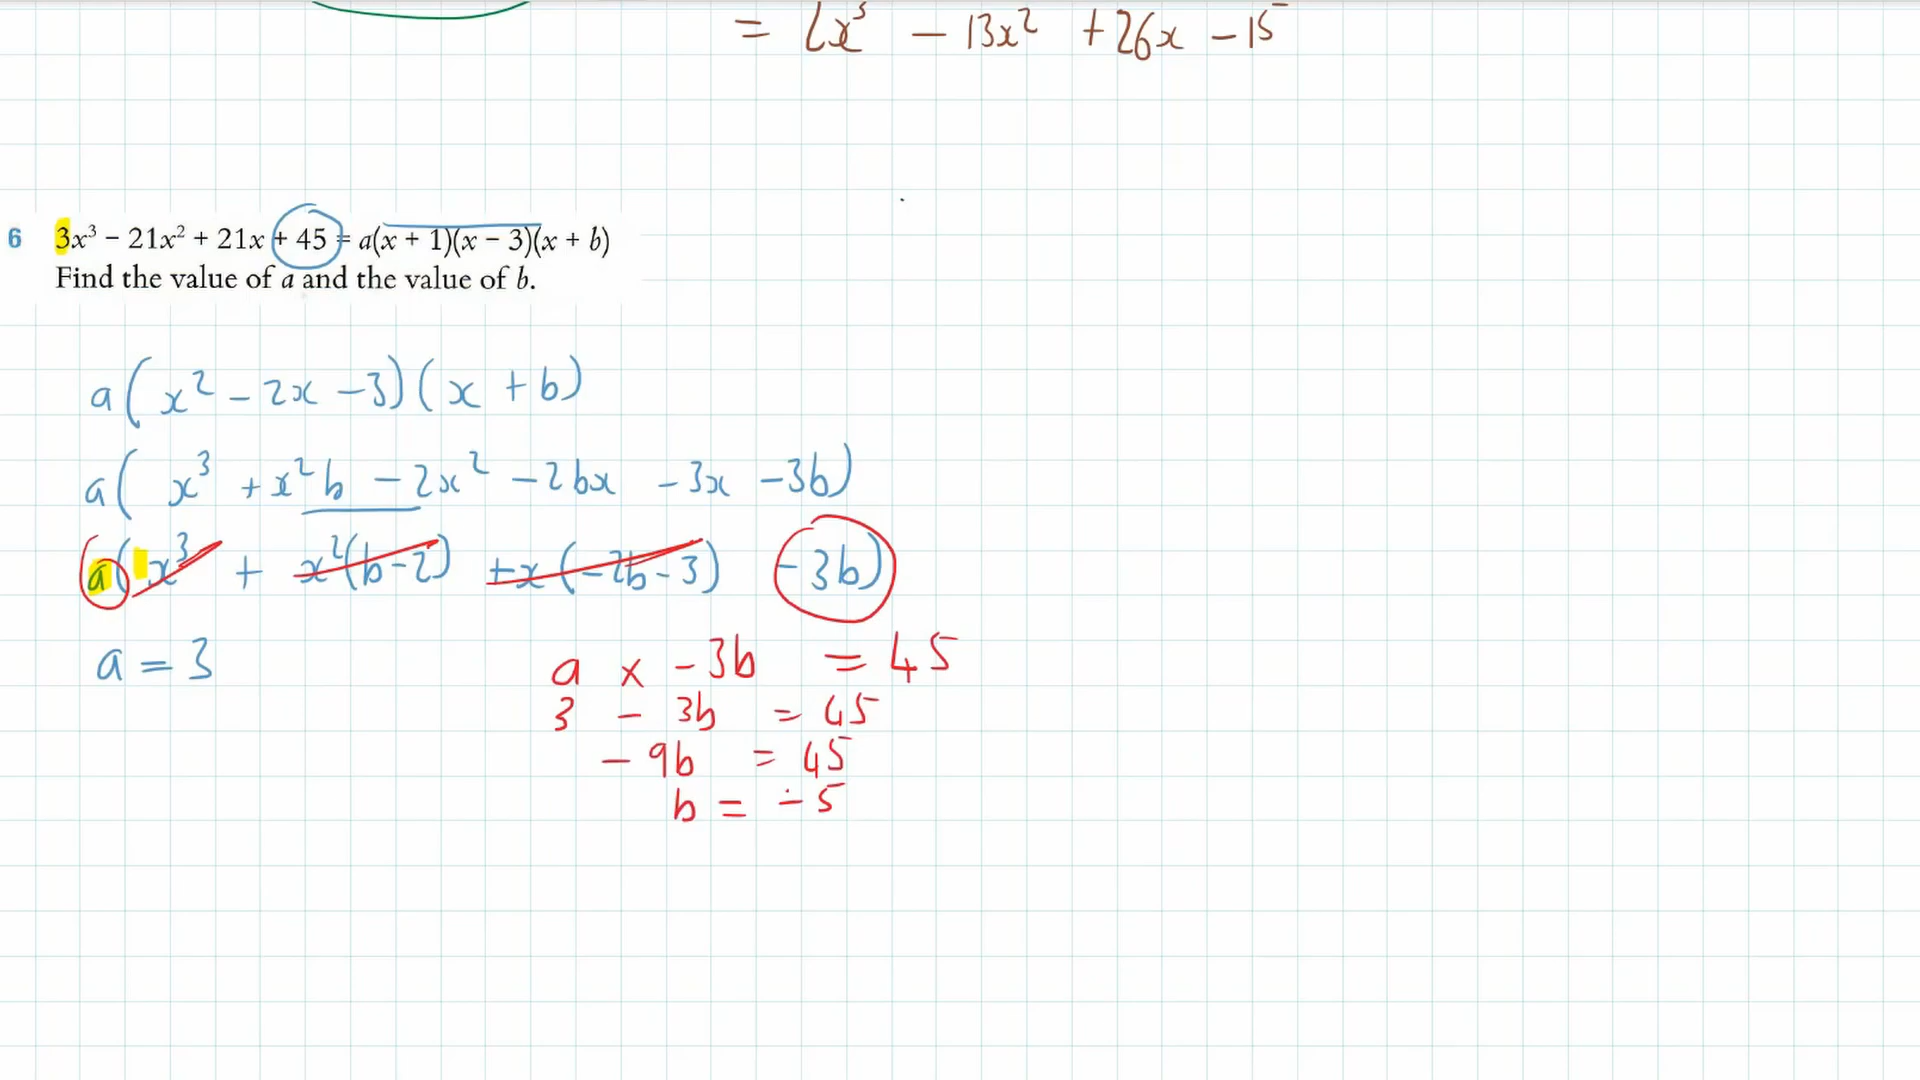 = 2x³ − 13x² + 26x − 15
6 3x³ − 21x² + 21x + 45 = a(x + 1)(x − 3)(x + b)
Find the value of a and the value of b.
a(x² − 2x − 3)(x + b)
a( x³ + x²b − 2x² − 2bx − 3x − 3b)
a( x³ + x²(b−2) + x(−2b−3) −3b)
a = 3
a × −3b = 45
3 − 3b = 45
− 9b = 45
b = −5